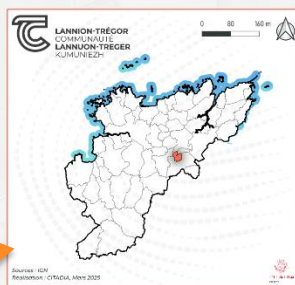 LANNION-TRÉGOR
COMMUNAUTÉ
LANNUON-TREGER
KUMUNIEZH
0 80 160 m
Sources : IGN
Réalisation : CITADIA, Mars 2025